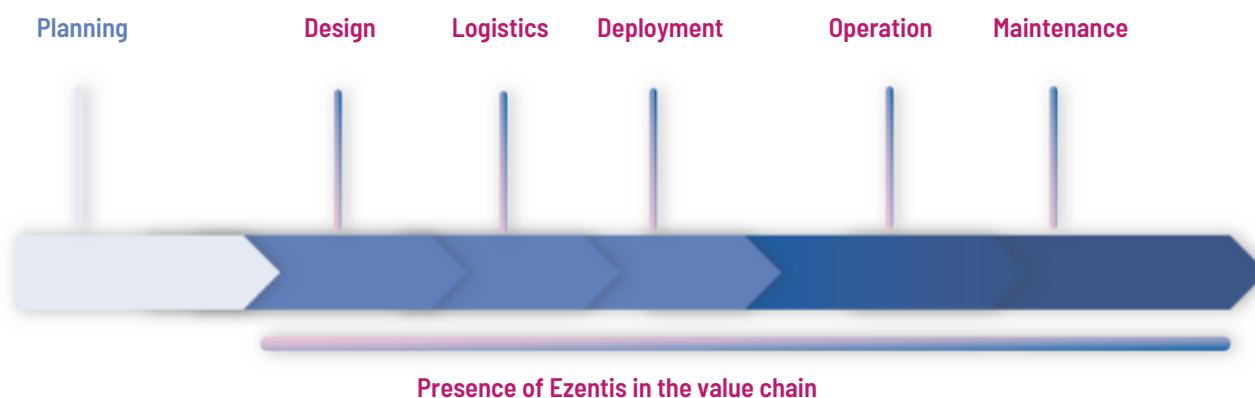 Planning Design Logistics Deployment Operation Maintenance
Presence of Ezentis in the value chain